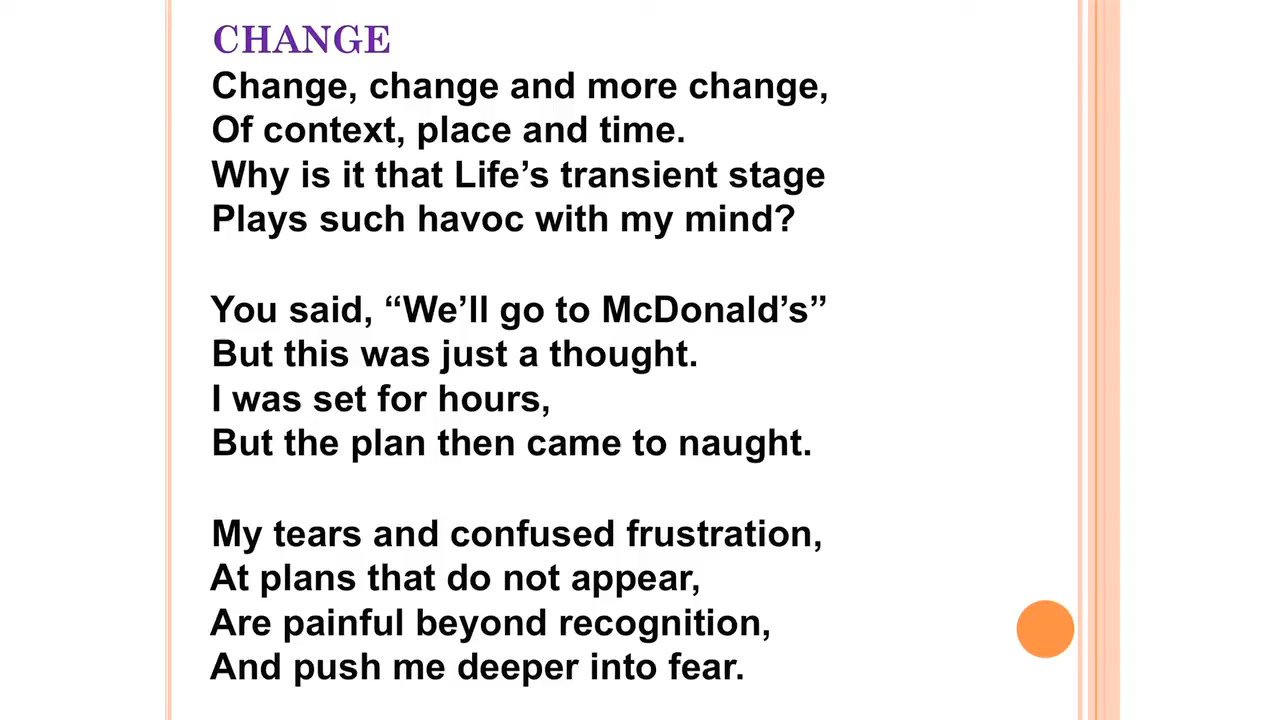 CHANGE
Change, change and more change,
Of context, place and time.
Why is it that Life’s transient stage
Plays such havoc with my mind?
You said, “We’ll go to McDonald’s”
But this was just a thought.
I was set for hours,
But the plan then came to naught.
My tears and confused frustration,
At plans that do not appear,
Are painful beyond recognition,
And push me deeper into fear.